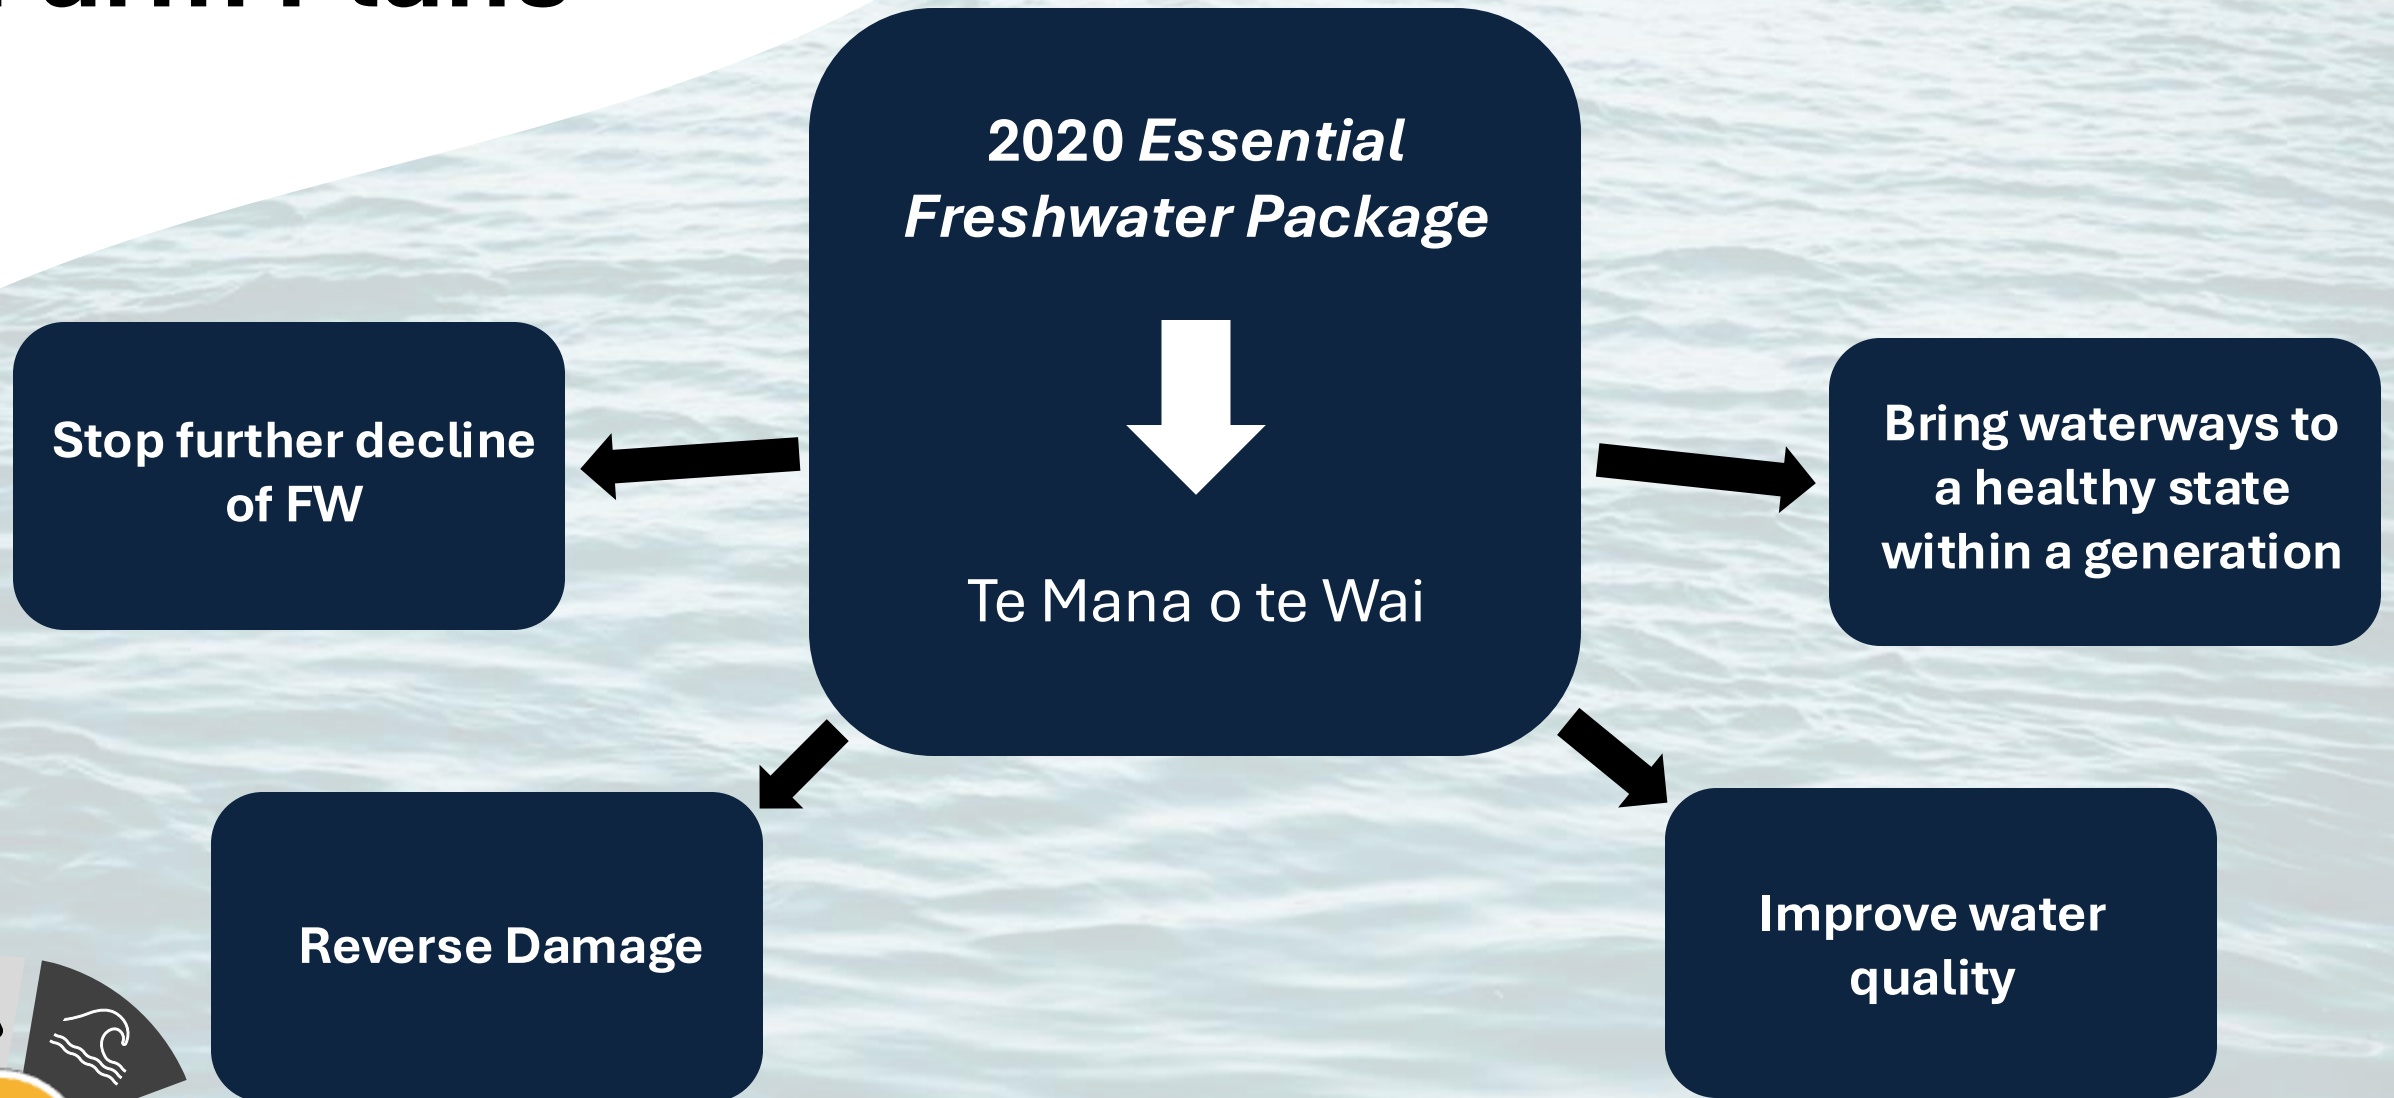 Plans
2020 Essential
Freshwater Package
Te Mana o te Wai
Stop further decline
of FW
Bring waterways to
a healthy state
within a generation
Reverse Damage
Improve water
quality